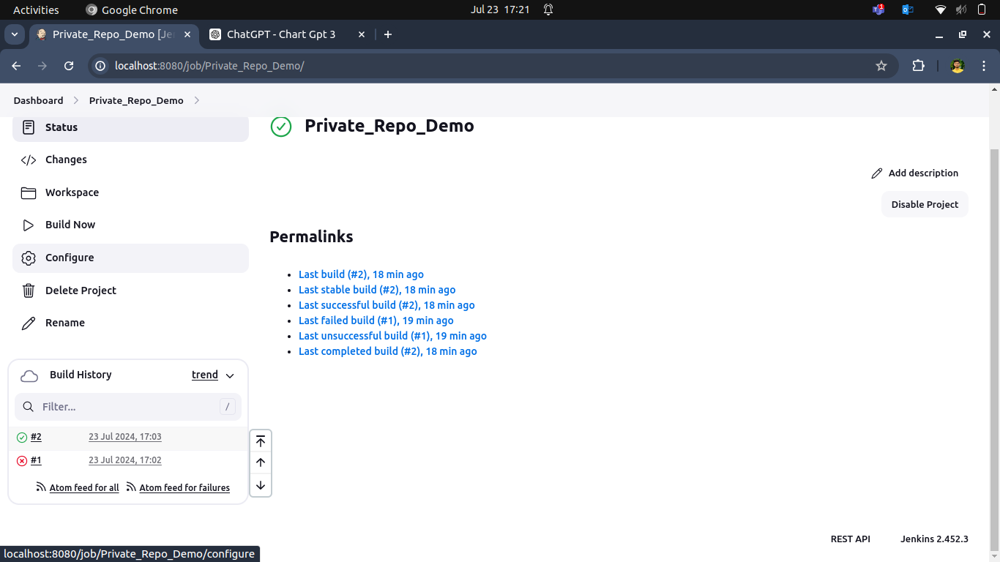 Activities Google Chrome Jul 23 17:21 1
Private_Repo_Demo [Je ChatGPT - Chart Gpt 3
localhost:8080/job/Private_Repo_Demo/
Dashboard Private_Repo_Demo
Status
Changes
Workspace
Build Now
Configure
Delete Project
Rename
Build History trend
Filter... /
#2 23 Jul 2024, 17:03
#1 23 Jul 2024, 17:02
Atom feed for all Atom feed for failures
Private_Repo_Demo
Add description
Disable Project
Permalinks
Last build (#2), 18 min ago
Last stable build (#2), 18 min ago
Last successful build (#2), 18 min ago
Last failed build (#1), 19 min ago
Last unsuccessful build (#1), 19 min ago
Last completed build (#2), 18 min ago
REST API Jenkins 2.452.3
localhost:8080/job/Private_Repo_Demo/configure